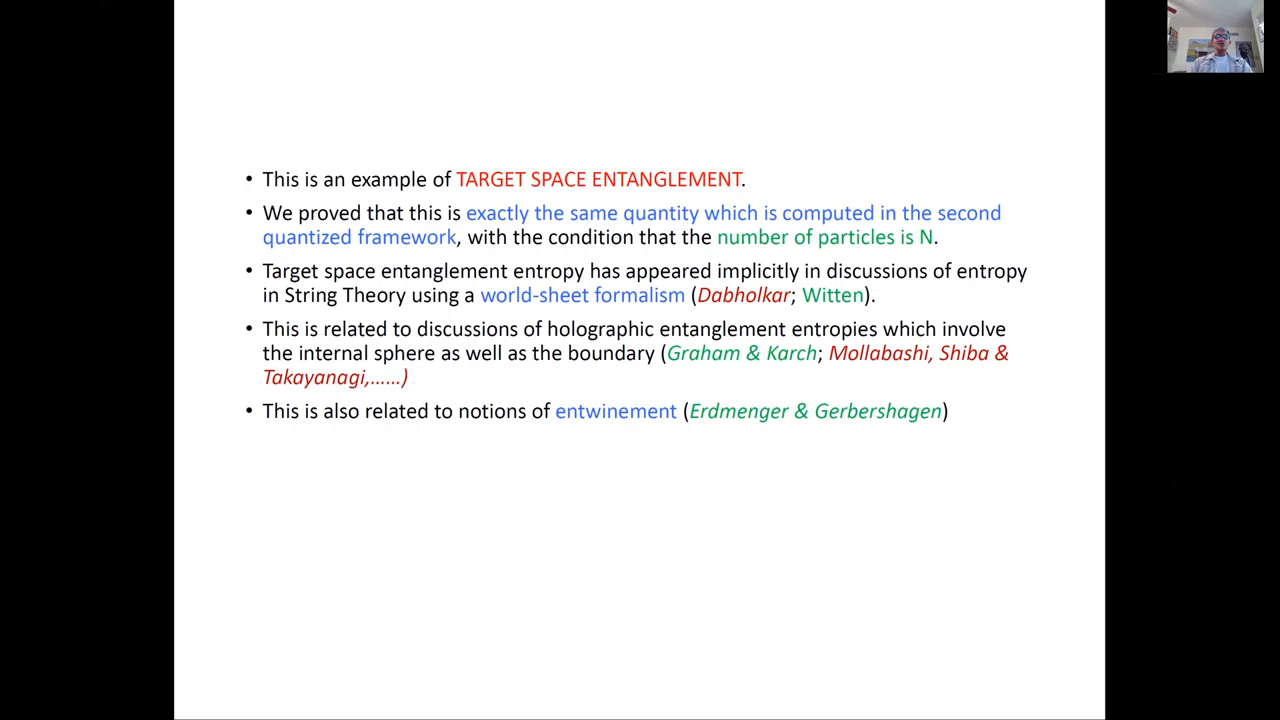 • This is an example of TARGET SPACE ENTANGLEMENT.
• We proved that this is exactly the same quantity which is computed in the second
quantized framework, with the condition that the number of particles is N.
• Target space entanglement entropy has appeared implicitly in discussions of entropy
in String Theory using a world-sheet formalism (Dabholkar; Witten).
• This is related to discussions of holographic entanglement entropies which involve
the internal sphere as well as the boundary (Graham & Karch; Mollabashi, Shiba &
Takayanagi,......)
• This is also related to notions of entwinement (Erdmenger & Gerbershagen)